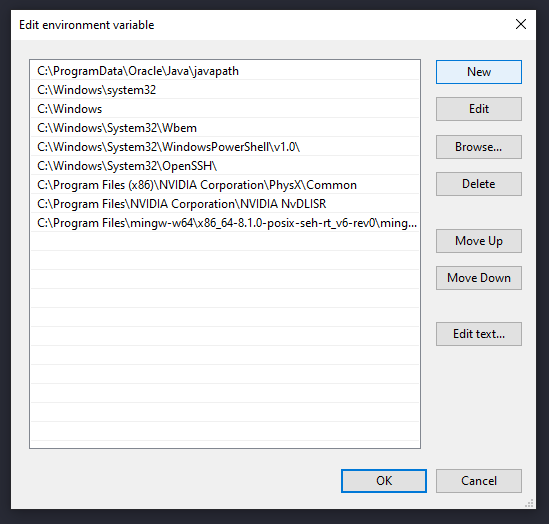 Edit environment variable
C:\ProgramData\Oracle\Java\javapath
C:\Windows\system32
C:\Windows
C:\Windows\System32\Wbem
C:\Windows\System32\WindowsPowerShell\v1.0\
C:\Windows\System32\OpenSSH\
C:\Program Files (x86)\NVIDIA Corporation\PhysX\Common
C:\Program Files\NVIDIA Corporation\NVIDIA NvDLISR
C:\Program Files\mingw-w64\x86_64-8.1.0-posix-seh-rt_v6-rev0\ming...
New
Edit
Browse...
Delete
Move Up
Move Down
Edit text...
OK
Cancel